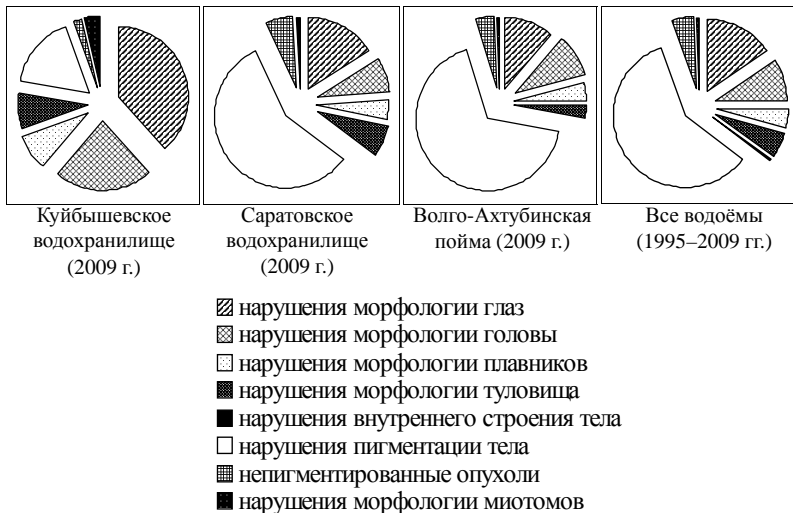 Куйбышевское
водохранилище
(2009 г.)
Саратовское
водохранилище
(2009 г.)
Волго-Ахтубинская
пойма (2009 г.)
Все водоёмы
(1995–2009 гг.)
нарушения морфологии глаз
нарушения морфологии головы
нарушения морфологии плавников
нарушения морфологии туловища
нарушения внутреннего строения тела
нарушения пигментации тела
непигментированные опухоли
нарушения морфологии миотомов